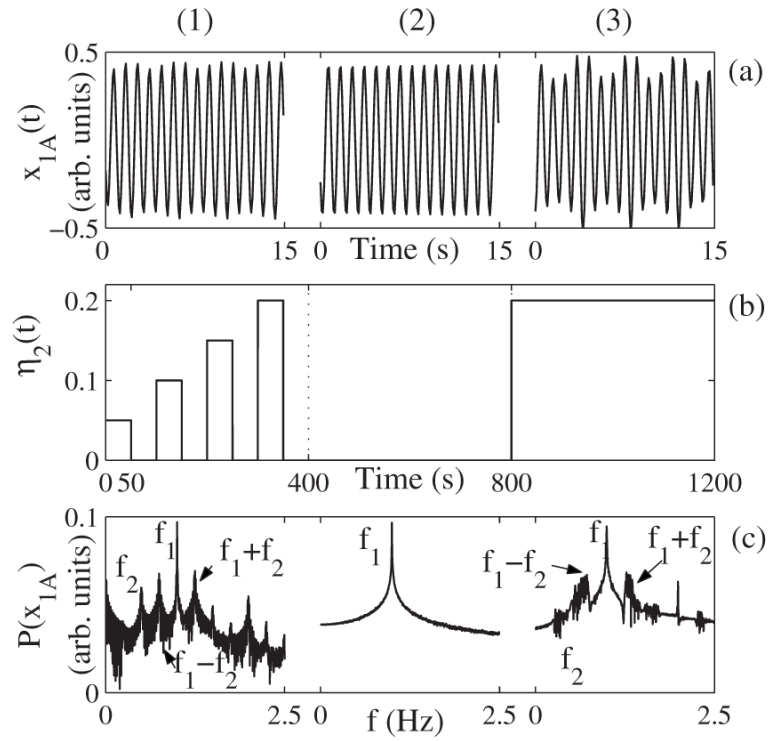 (1) (2) (3)
0.5
x1A(t)
(arb. units)
−0.5
(a)
0 15 0 Time (s) 15 0 15
0.2
η2(t)
0.1
0
(b)
0 50 Time (s) 400 800 1200
0.1
P(x1A)
(arb. units)
0
f2
f1
f1+f2
f1−f2
f1
f1−f2
f1
f1+f2
f2
(c)
0 2.5 0 f (Hz) 2.5 0 2.5